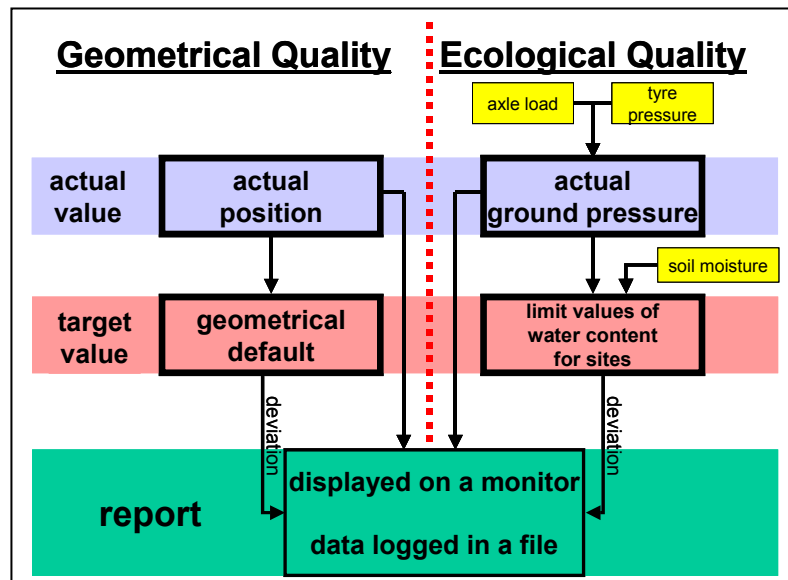 Geometrical Quality
Ecological Quality
axle load
tyre
pressure
actual
value
actual
position
actual
ground pressure
soil moisture
target
value
geometrical
default
limit values of
water content
for sites
deviation
deviation
report
displayed on a monitor
data logged in a file